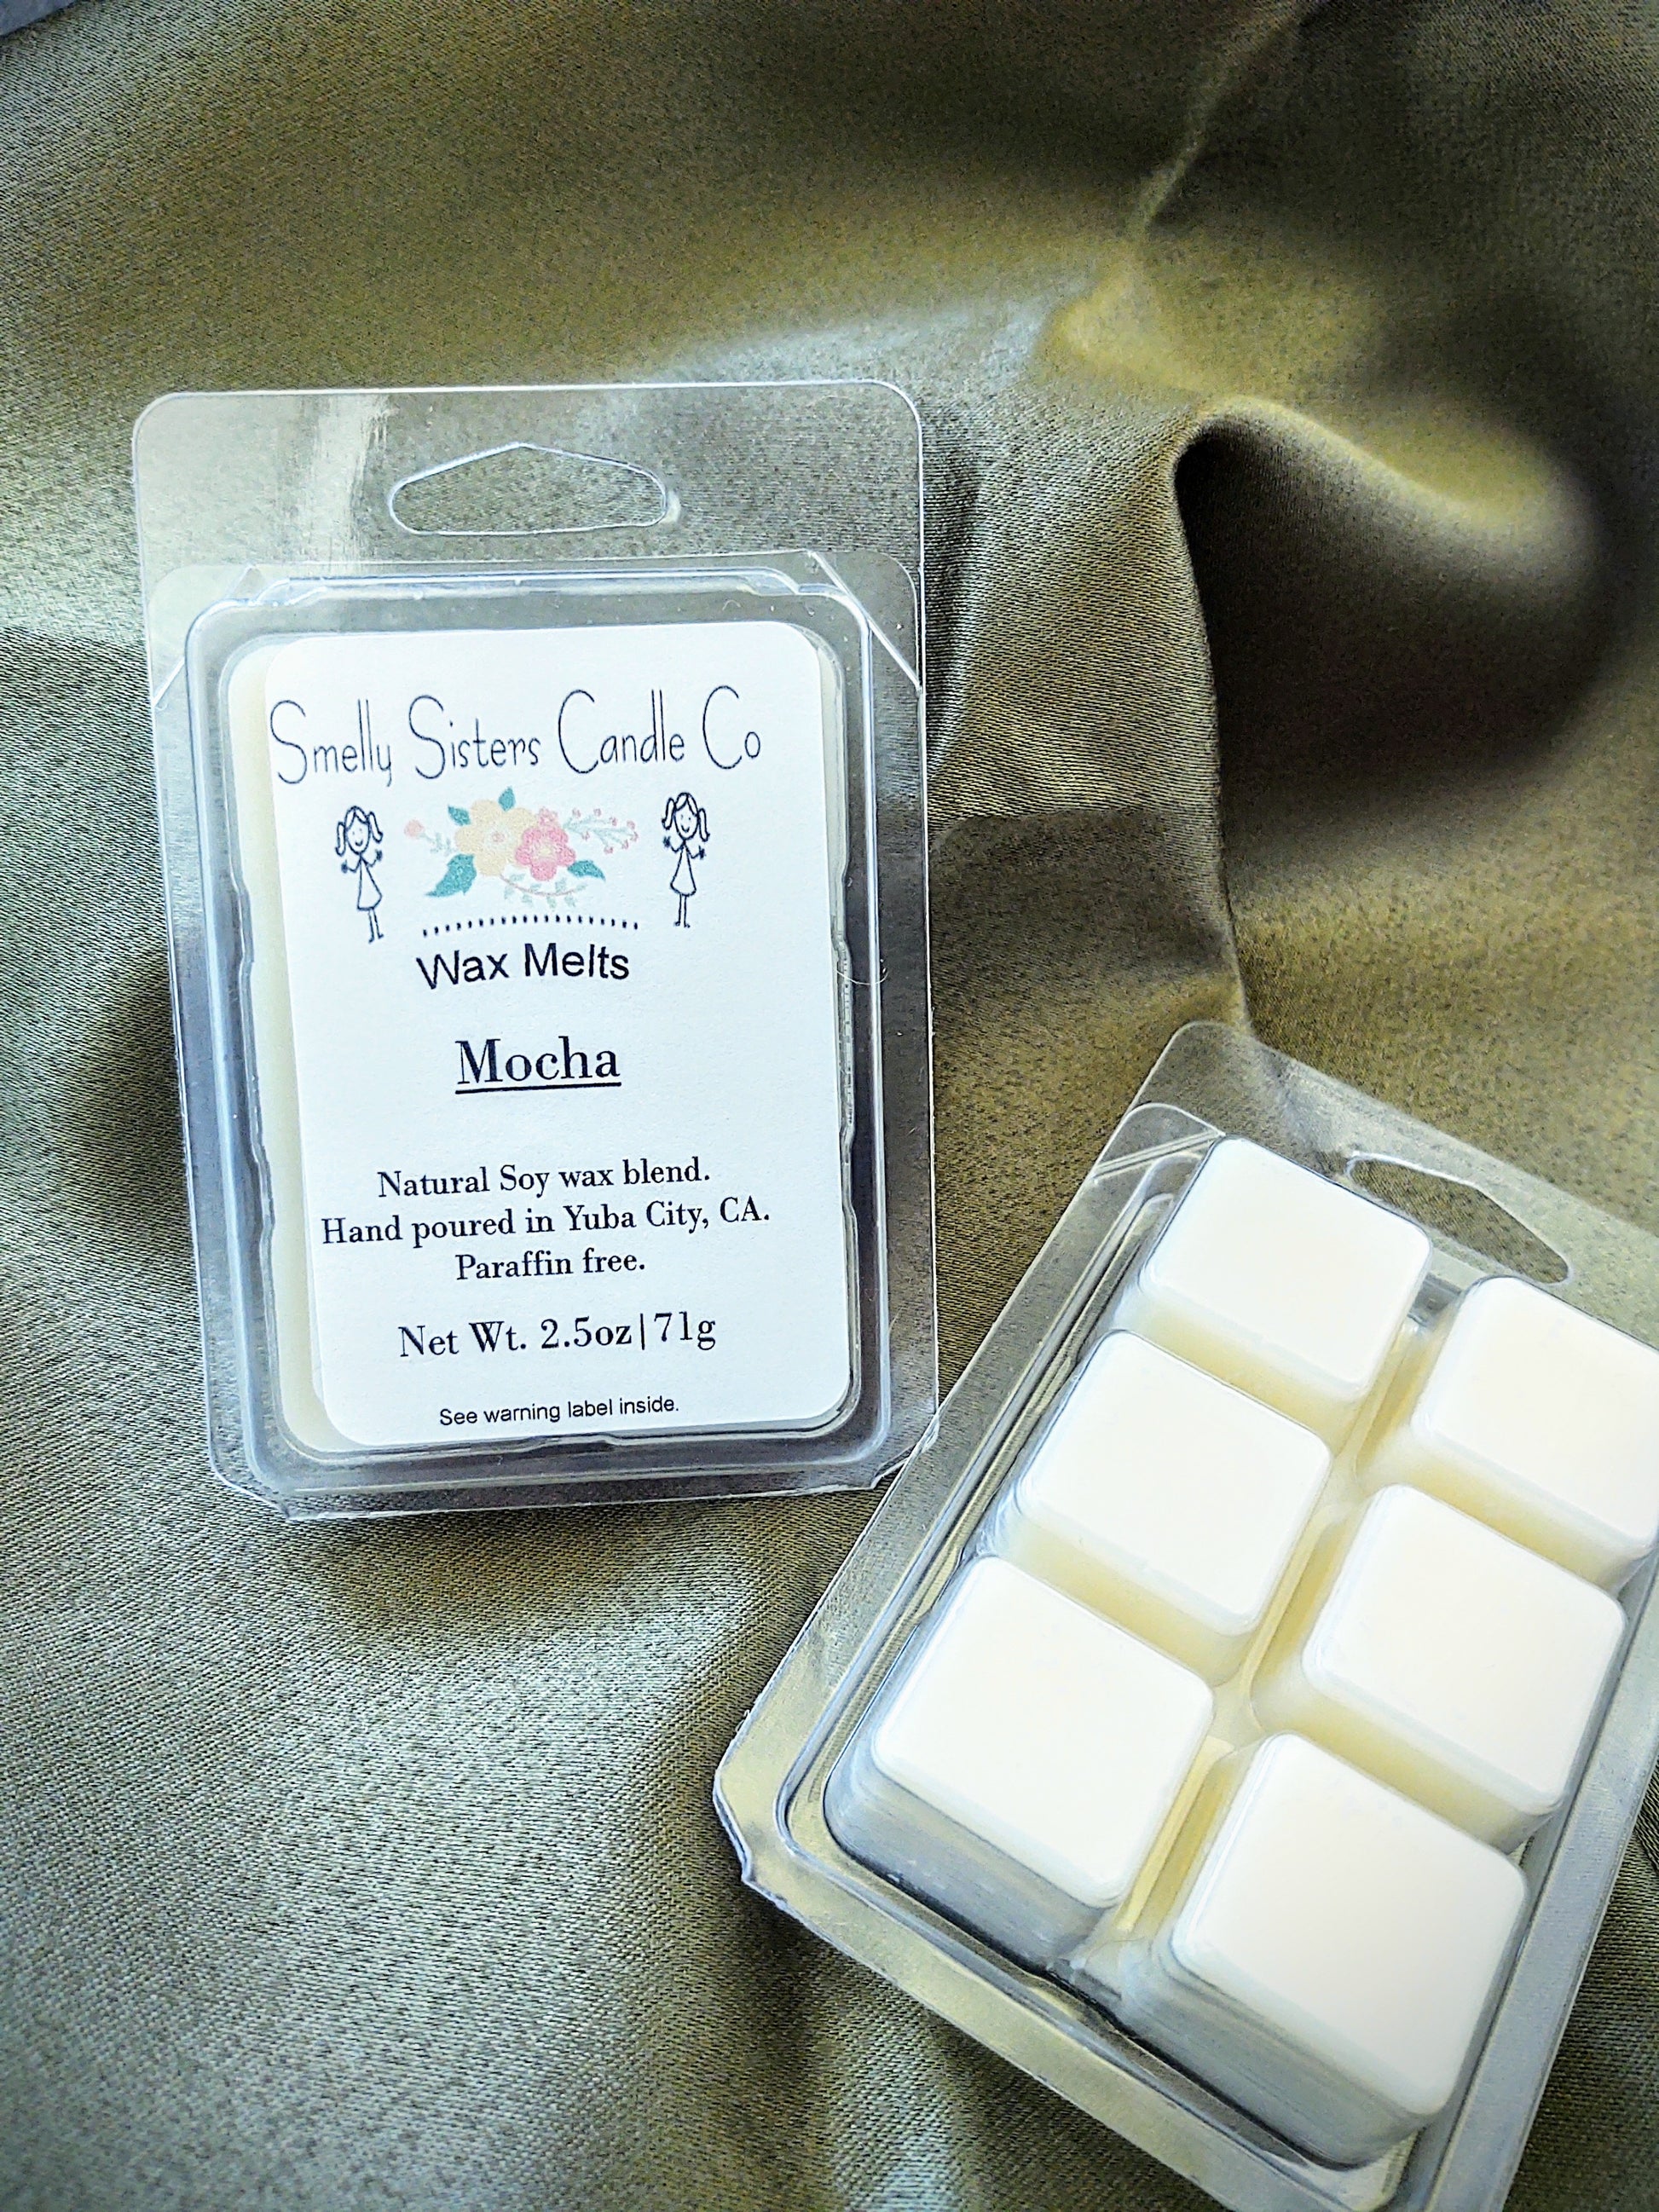 Smelly Sisters Candle Co
Wax Melts
Mocha
Natural Soy wax blend.
Hand poured in Yuba City, CA.
Paraffin free.
Net Wt. 2.5oz|71g
See warning label inside.